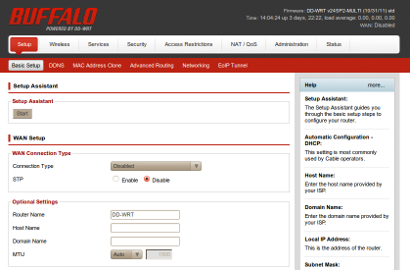 BUFFALO
POWERED BY DD-WRT
Firmware: DD-WRT v24SP2-MULTI (10/31/11) std
Time: 14:04:24 up 3 days, 22:22, load average: 0.00, 0.00, 0.00
WAN: Disabled
Setup Wireless Services Security Access Restrictions NAT / QoS Administration Status
Basic Setup DDNS MAC Address Clone Advanced Routing Networking EoIP Tunnel
Setup Assistant
Setup Assistant
Start
WAN Setup
WAN Connection Type
Connection Type Disabled
STP Enable Disable
Optional Settings
Router Name DD-WRT
Host Name
Domain Name
MTU Auto 1500
Help more...
Setup Assistant:
The Setup Assistant guides you
through the basic setup steps to
configure your router.
Automatic Configuration -
DHCP:
This setting is most commonly
used by Cable operators.
Host Name:
Enter the host name provided by
your ISP.
Domain Name:
Enter the domain name provided
by your ISP.
Local IP Address:
This is the address of the router.
Subnet Mask: